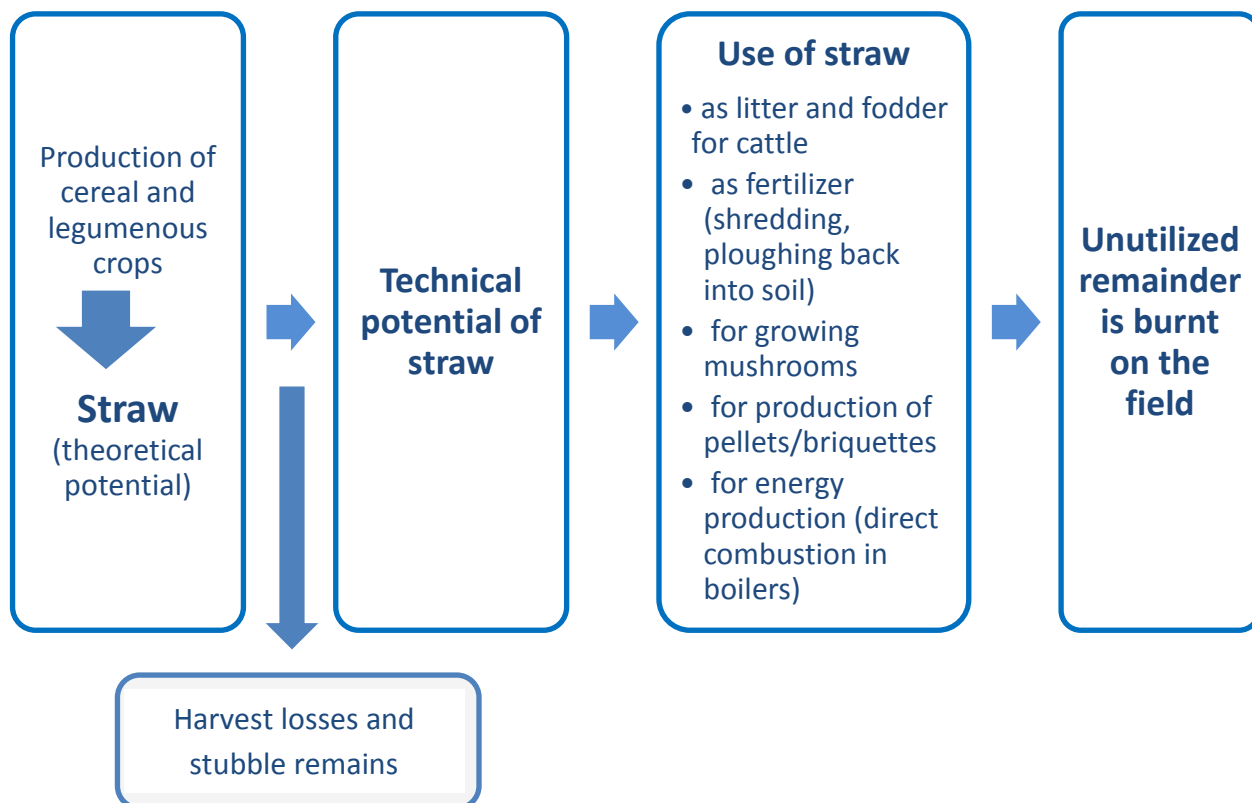 Production of
cereal and
legumenous
crops
Straw
(theoretical
potential)
Technical
potential of
straw
Use of straw
• as litter and fodder
for cattle
• as fertilizer
(shredding,
ploughing back
into soil)
• for growing
mushrooms
• for production of
pellets/briquettes
• for energy
production (direct
combustion in
boilers)
Unutilized
remainder
is burnt
on the
field
Harvest losses and
stubble remains